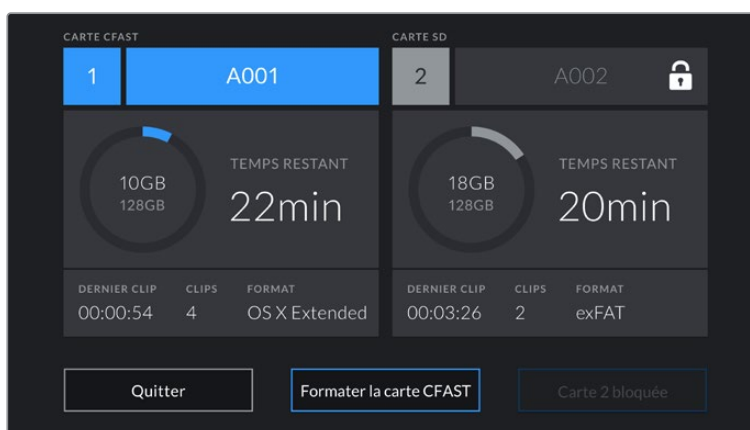 CARTE CFAST
1 A001
10GB
128GB
TEMPS RESTANT
22min
DERNIER CLIP CLIPS FORMAT
00:00:54 4 OS X Extended
CARTE SD
2 A002
18GB
128GB
TEMPS RESTANT
20min
DERNIER CLIP CLIPS FORMAT
00:03:26 2 exFAT
Quitter
Formater la carte CFAST
Carte 2 bloquée